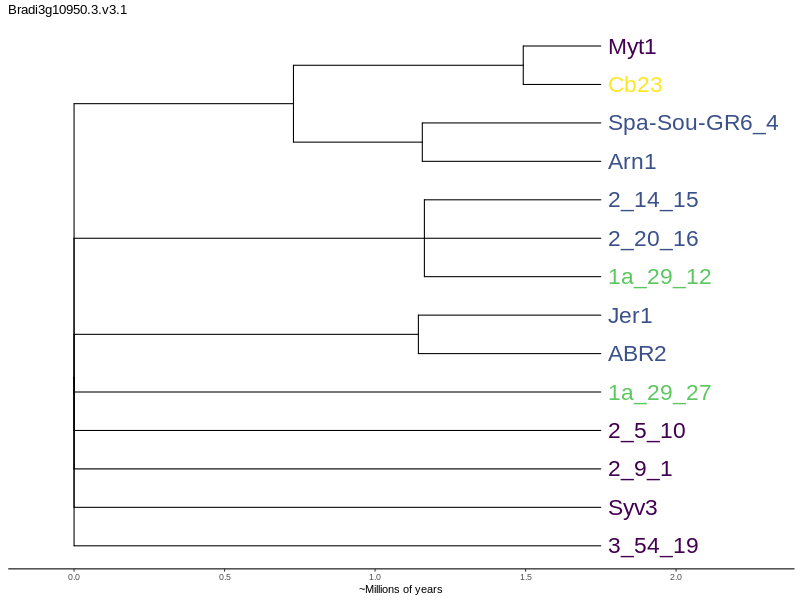 Bradi3g10950.3.v3.1
Myt1
Cb23
Spa-Sou-GR6_4
Arn1
2_14_15
2_20_16
1a_29_12
Jer1
ABR2
1a_29_27
2_5_10
2_9_1
Syv3
3_54_19
0.0 0.5 1.0 1.5 2.0
~Millions of years